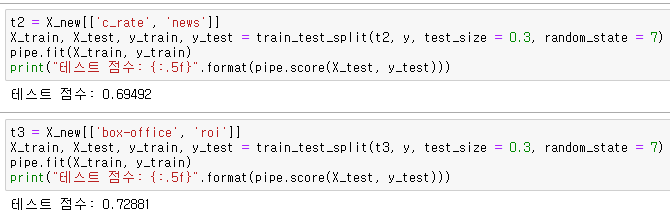 t2 = X_new[['c_rate', 'news']]
X_train, X_test, y_train, y_test = train_test_split(t2, y, test_size = 0.3, random_state = 7)
pipe.fit(X_train, y_train)
print("테스트 점수: {:.5f}".format(pipe.score(X_test, y_test)))
테스트 점수: 0.69492
t3 = X_new[['box-office', 'roi']]
X_train, X_test, y_train, y_test = train_test_split(t3, y, test_size = 0.3, random_state = 7)
pipe.fit(X_train, y_train)
print("테스트 점수: {:.5f}".format(pipe.score(X_test, y_test)))
테스트 점수: 0.72881